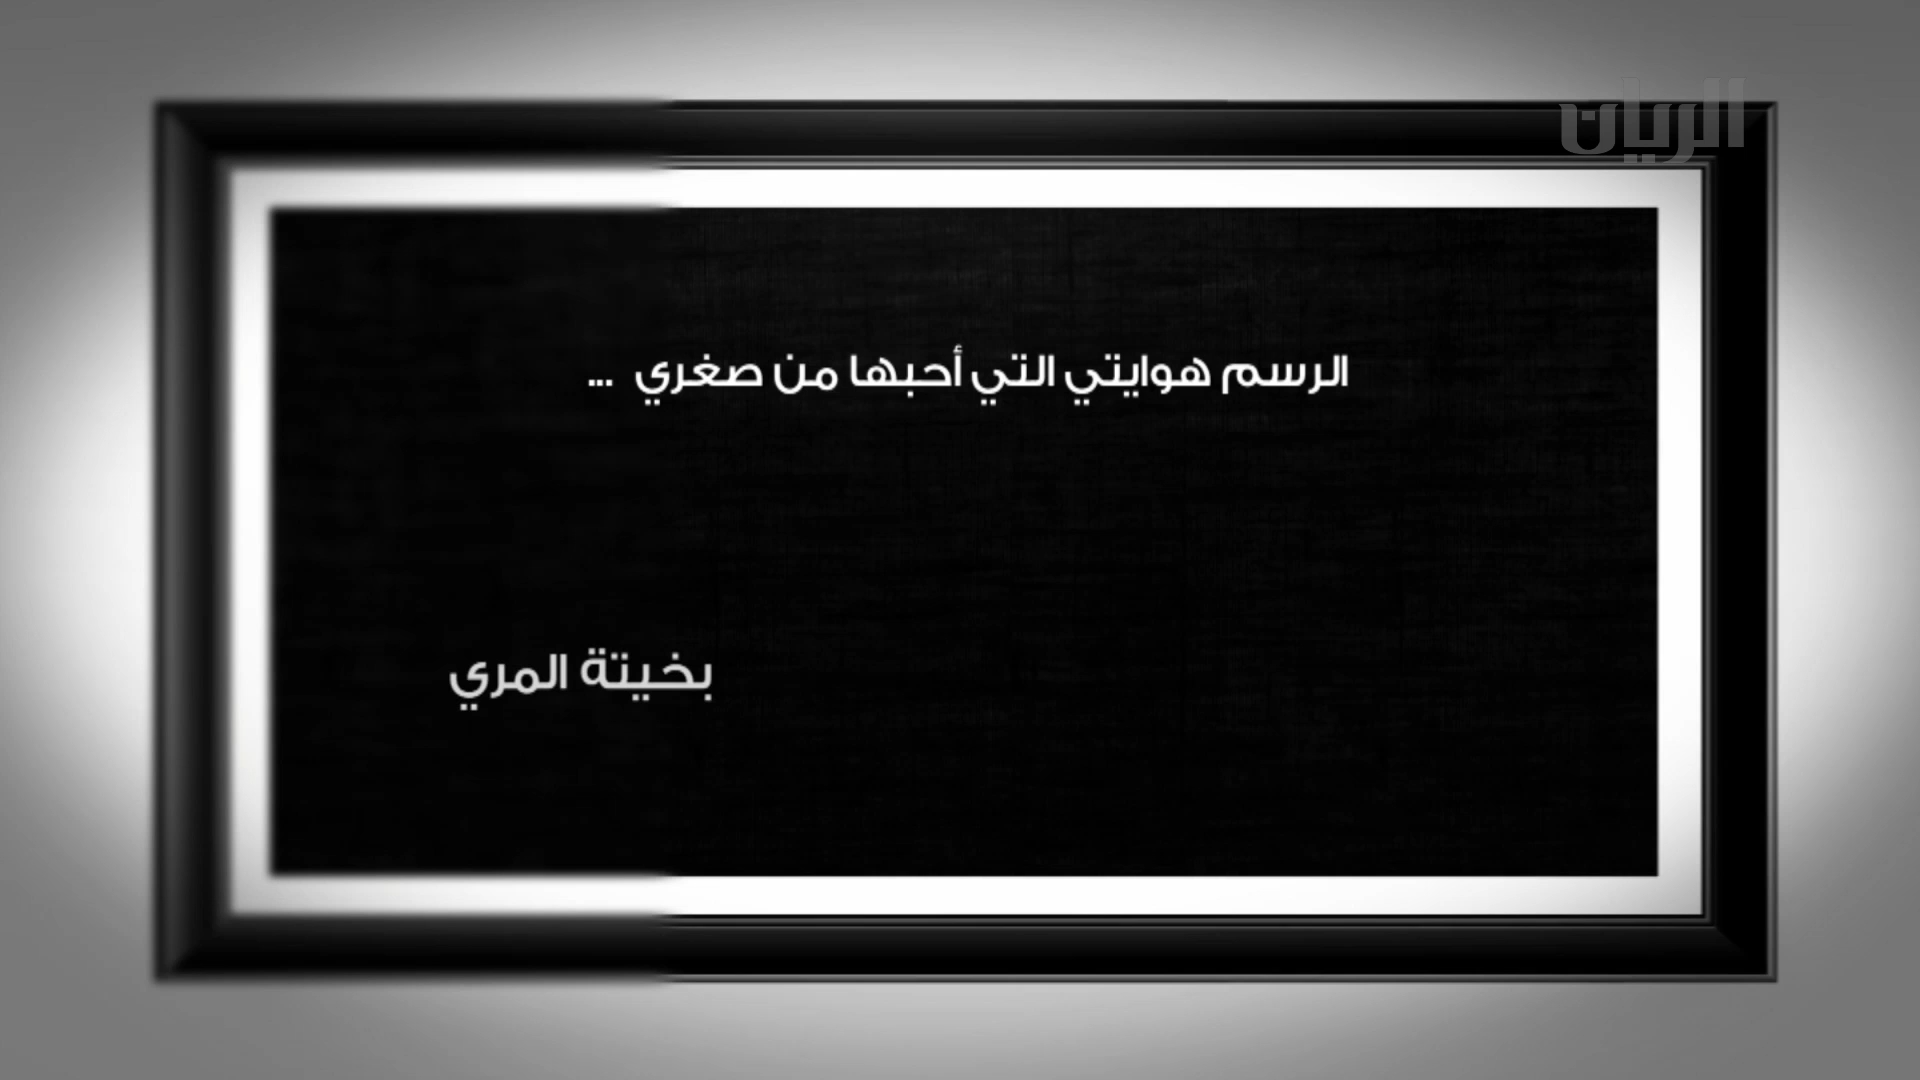 الريان
الرسم هوايتي التي أحبها من صغري ...
بخيتة المري